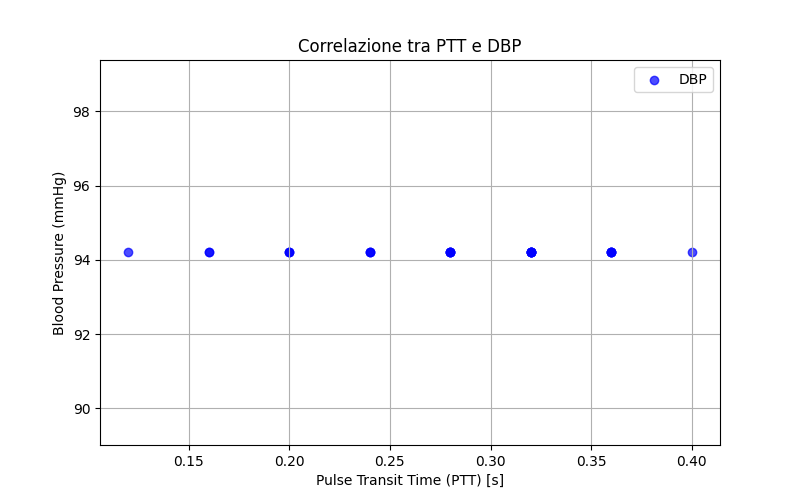 Correlazione tra PTT e DBP
DBP
98
96
94
92
90
Blood Pressure (mmHg)
0.15 0.20 0.25 0.30 0.35 0.40
Pulse Transit Time (PTT) [s]